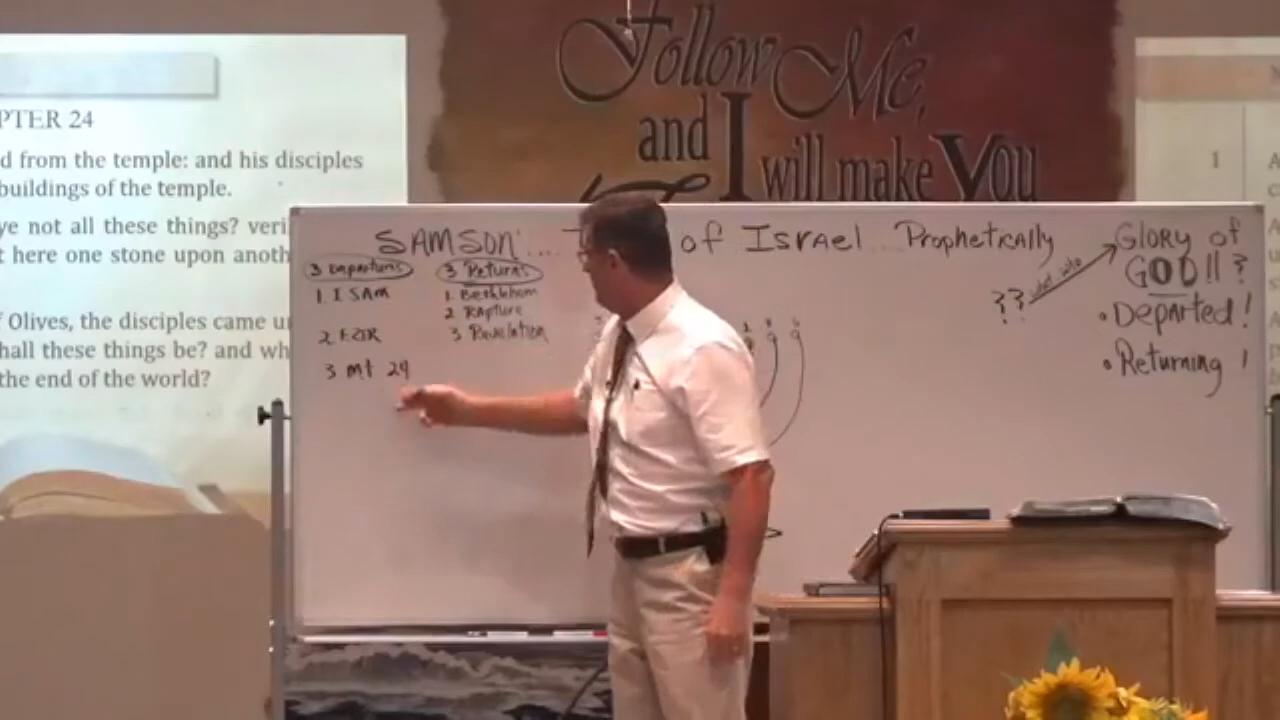 Follow Me,
and I will make You
PTER 24
d from the temple: and his disciples
buildings of the temple.
ye not all these things? veri
t here one stone upon anoth
f Olives, the disciples came u
hall these things be? and wh
the end of the world?
1
SAMSON... of Israel... Prophetically
3 Departures
1. I SAM
2. EZEK
3 mt 24
3 Returns
1. Bethlehem
2 Rapture
3 Revelation
?? what-who
Glory of
GOD!! ?
• Departed!
• Returning !